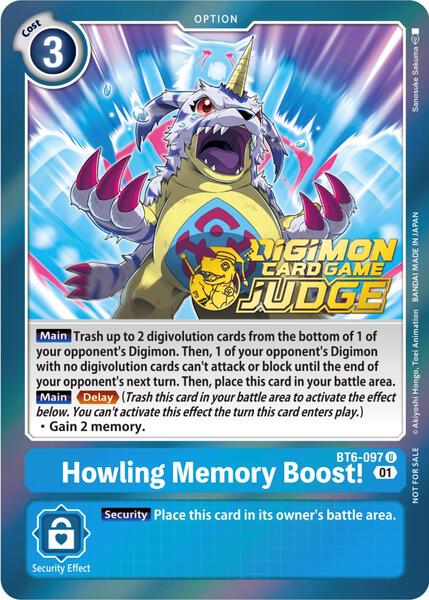 OPTION
Cost
3
Sanosuke Sakuma
DIGIMON
CARD GAME
JUDGE
Main Trash up to 2 digivolution cards from the bottom of 1 of
your opponent's Digimon. Then, 1 of your opponent's Digimon
with no digivolution cards can't attack or block until the end of
your opponent's next turn. Then, place this card in your battle area.
Main Delay (Trash this card in your battle area to activate the effect
below. You can't activate this effect the turn this card enters play.)
• Gain 2 memory.
© Akiyoshi Hongo, Toei Animation BANDAI MADE IN JAPAN
NOT FOR SALE
BT6-097 U
Howling Memory Boost! 01
Security Place this card in its owner's battle area.
Security Effect